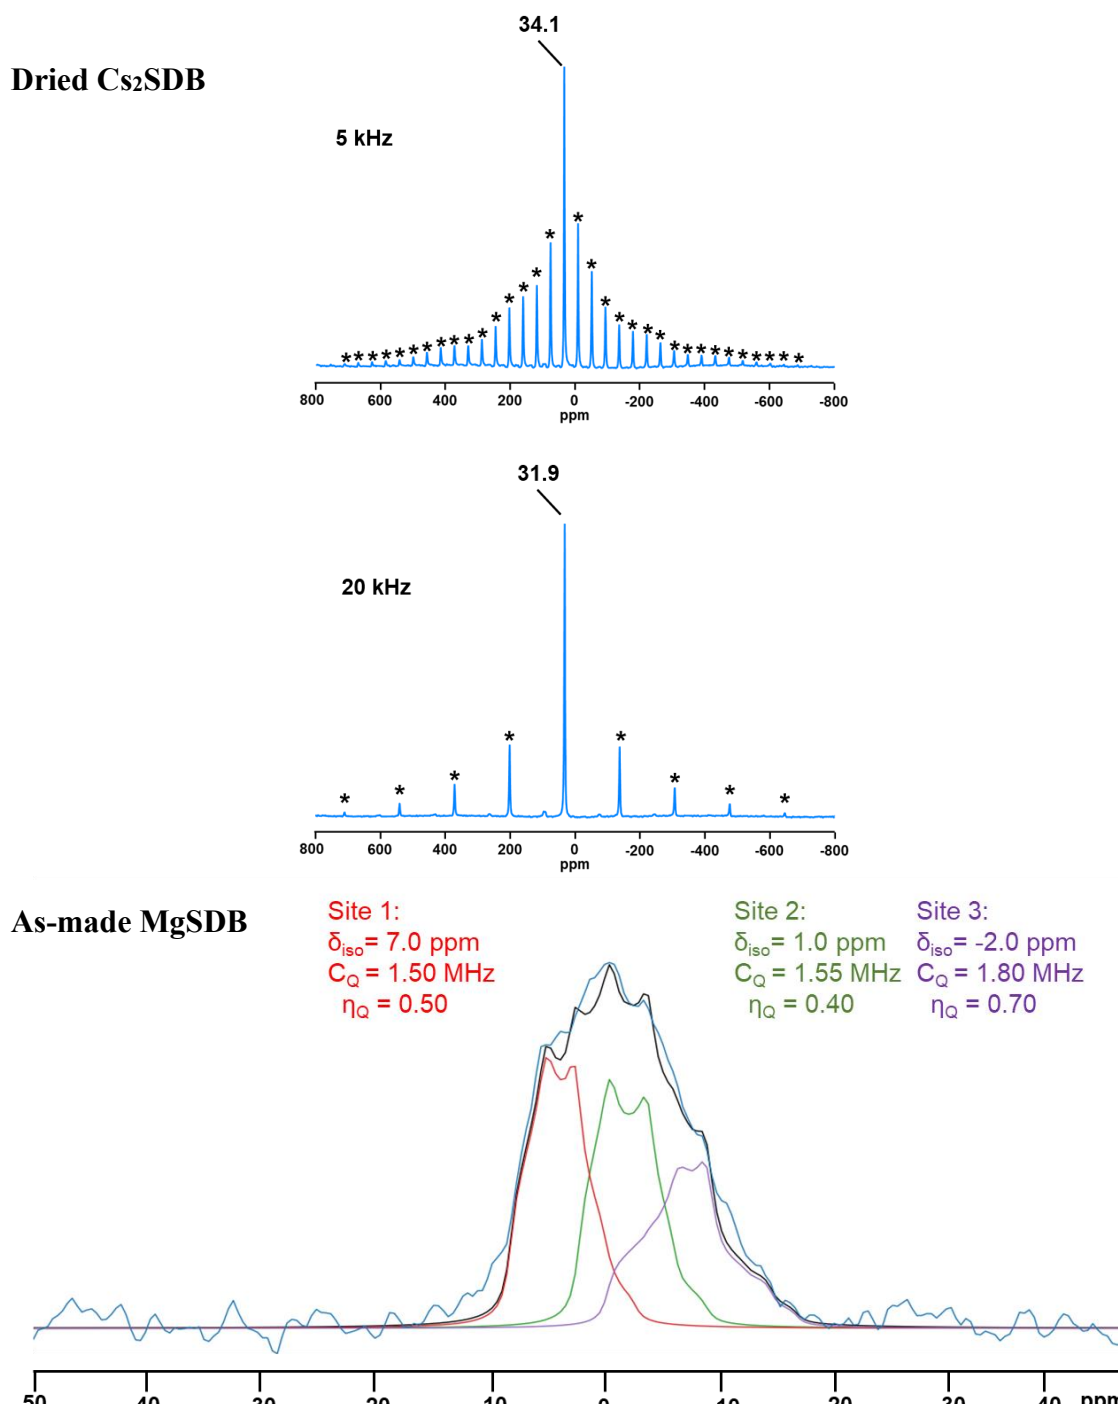 34.1
Dried Cs₂SDB
5 kHz
* * * * * * * * * * * * * * * * * * * * * * * * * * * * * * * * *
800 600 400 200 0 -200 -400 -600 -800
ppm
31.9
20 kHz
* * * * * * * *
800 600 400 200 0 -200 -400 -600 -800
ppm
As-made MgSDB
Site 1:
δiso= 7.0 ppm
CQ = 1.50 MHz
ηQ = 0.50
Site 2:
δiso= 1.0 ppm
CQ = 1.55 MHz
ηQ = 0.40
Site 3:
δiso= -2.0 ppm
CQ = 1.80 MHz
ηQ = 0.70
50 40 30 20 10 0 -10 -20 -30 -40 ppm